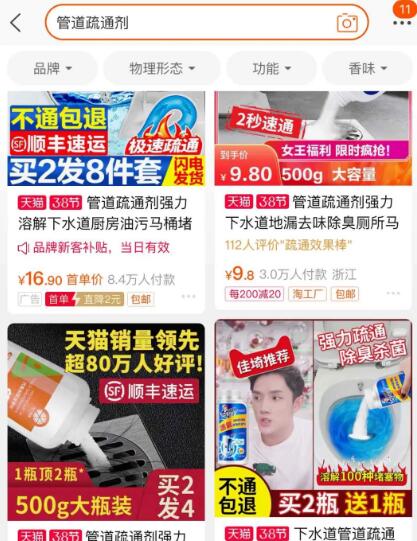 管道疏通剂
11
品牌
物理形态
功能
香味
不通包退
SF 顺丰速运
极速疏通
买2发8件套
闪电发货
天猫 38节 管道疏通剂强力
溶解下水道厨房油污马桶堵
品牌新客补贴，当日有效
¥16.90 首单价 8.4万人付款
广告
首单
直降2元
包邮
2秒速通
到手价
¥9.80
女王福利 限时疯抢!
500g 大容量
天猫 38节 管道疏通剂强力
下水道地漏去味除臭厕所马
112人评价"疏通效果棒"
¥9.8 3.0万人付款 浙江
每200减20
淘工厂
包邮
天猫销量领先
超80万人好评!
SF 顺丰速运
1瓶顶2瓶
500g大瓶装
买2发4
天猫 38节 管道疏通剂强力
佳琦推荐
强力疏通
除臭杀菌
溶解100种堵塞物
不通包退
买2瓶 送1瓶
天猫 38节 下水道管道疏通